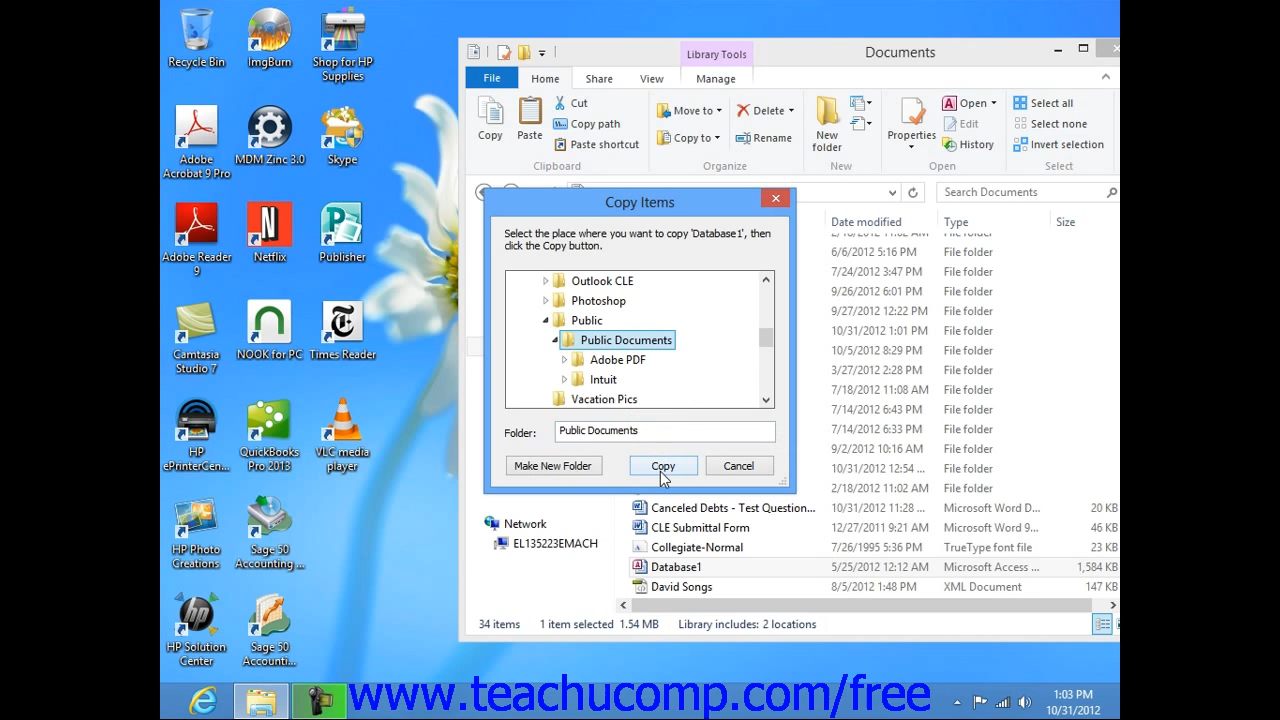 Recycle Bin
ImgBurn
Shop for HP
Supplies
Adobe
Acrobat 9 Pro
MDM Zinc 3.0
Skype
Adobe Reader
9
Netflix
Publisher
Camtasia
Studio 7
NOOK for PC
Times Reader
HP
ePrinterCen...
QuickBooks
Pro 2013
VLC media
player
HP Photo
Creations
Sage 50
Accounting ...
HP Solution
Center
Sage 50
Accounti...
Library Tools
Documents
File
Home
Share
View
Manage
Copy
Paste
Cut
Copy path
Paste shortcut
Clipboard
Move to
Copy to
Delete
Rename
Organize
New
folder
New
Properties
Open
Edit
History
Open
Select all
Select none
Invert selection
Select
Search Documents
Date modified
Type
Size
File folder
6/6/2012 5:16 PM File folder
7/24/2012 3:47 PM File folder
9/26/2012 6:01 PM File folder
9/27/2012 12:22 PM File folder
10/31/2012 1:01 PM File folder
10/5/2012 8:29 PM File folder
3/27/2012 2:28 PM File folder
7/18/2012 11:08 AM File folder
7/14/2012 6:43 PM File folder
7/14/2012 6:33 PM File folder
9/2/2012 10:16 AM File folder
10/31/2012 12:54 ... File folder
2/18/2012 11:02 AM File folder
Canceled Debts - Test Question... 10/31/2012 11:28 ... Microsoft Word D... 20 KB
CLE Submittal Form 12/27/2011 9:21 AM Microsoft Word 9... 46 KB
Collegiate-Normal 7/26/1995 5:36 PM TrueType font file 23 KB
Database1 5/25/2012 12:12 AM Microsoft Access ... 1,584 KB
David Songs 8/5/2012 1:48 PM XML Document 147 KB
Network
EL135223EMACH
34 items 1 item selected 1.54 MB Library includes: 2 locations
Copy Items
Select the place where you want to copy 'Database1', then
click the Copy button.
Outlook CLE
Photoshop
Public
Public Documents
Adobe PDF
Intuit
Vacation Pics
Folder: Public Documents
Make New Folder
Copy
Cancel
www.teachucomp.com/free
1:03 PM
10/31/2012